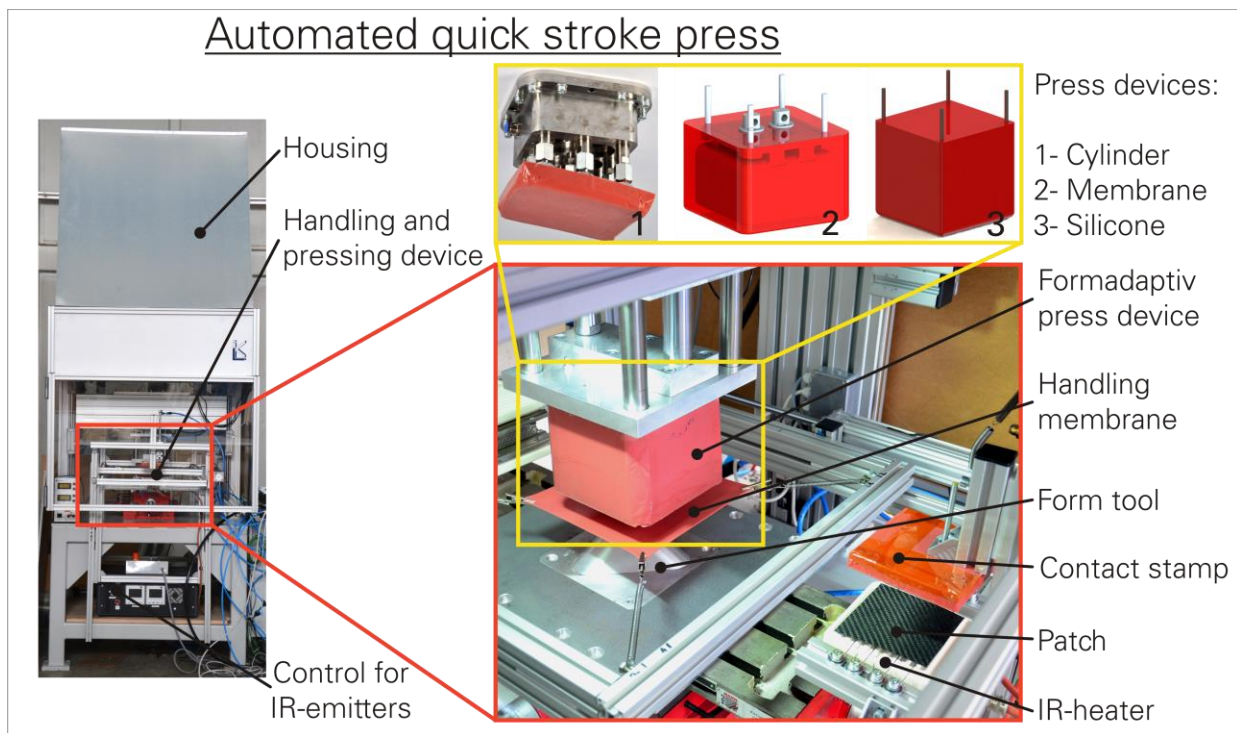 Automated quick stroke press
Housing
Handling and
pressing device
Control for
IR-emitters
1
2
3
Press devices:
1- Cylinder
2- Membrane
3- Silicone
Formadaptiv
press device
Handling
membrane
Form tool
Contact stamp
Patch
IR-heater